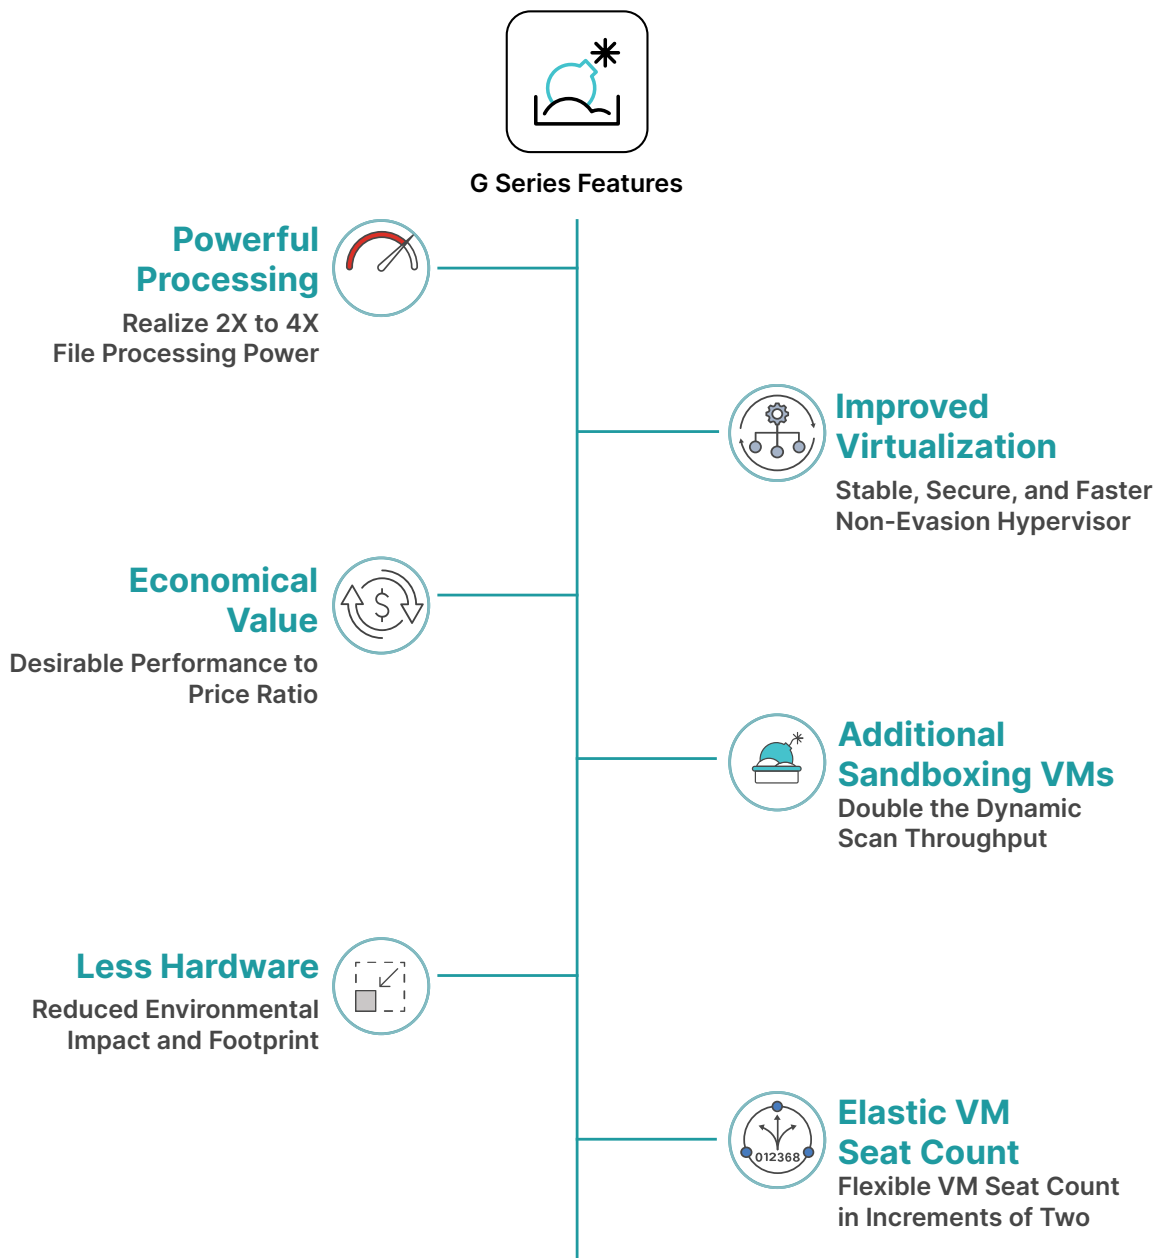 G Series Features
Powerful
Processing
Realize 2X to 4X
File Processing Power
Improved
Virtualization
Stable, Secure, and Faster
Non-Evasion Hypervisor
Economical
Value
Desirable Performance to
Price Ratio
$
Additional
Sandboxing VMs
Double the Dynamic
Scan Throughput
Less Hardware
Reduced Environmental
Impact and Footprint
Elastic VM
Seat Count
012368
Flexible VM Seat Count
in Increments of Two